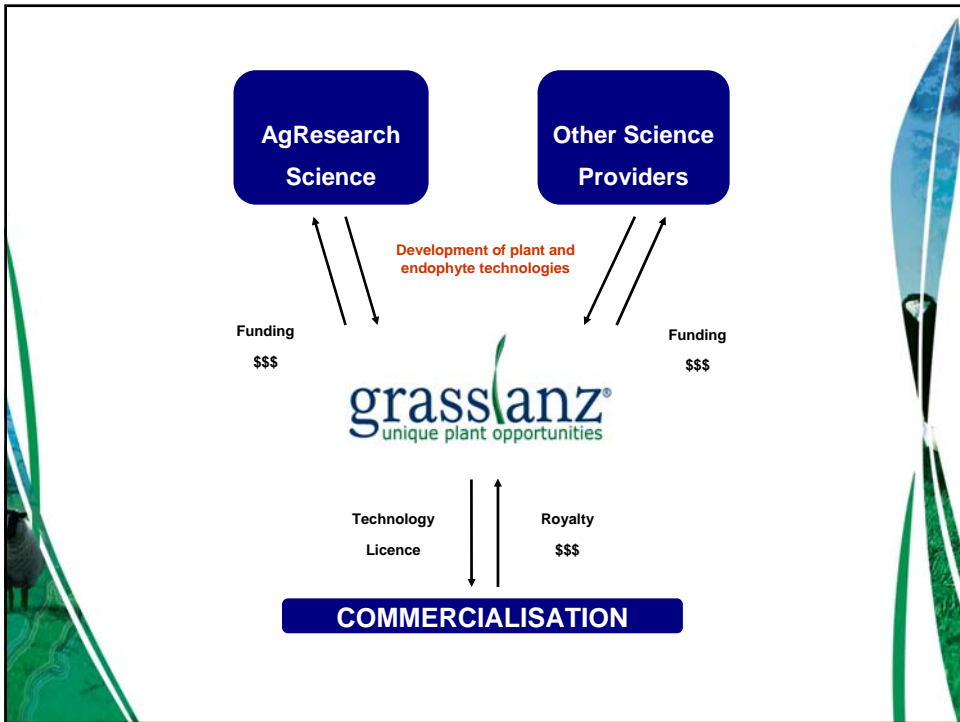 AgResearch
Science
Other Science
Providers
Development of plant and
endophyte technologies
Funding
$$$
Funding
$$$
grasslanz®
unique plant opportunities
Technology
Licence
Royalty
$$$
COMMERCIALISATION